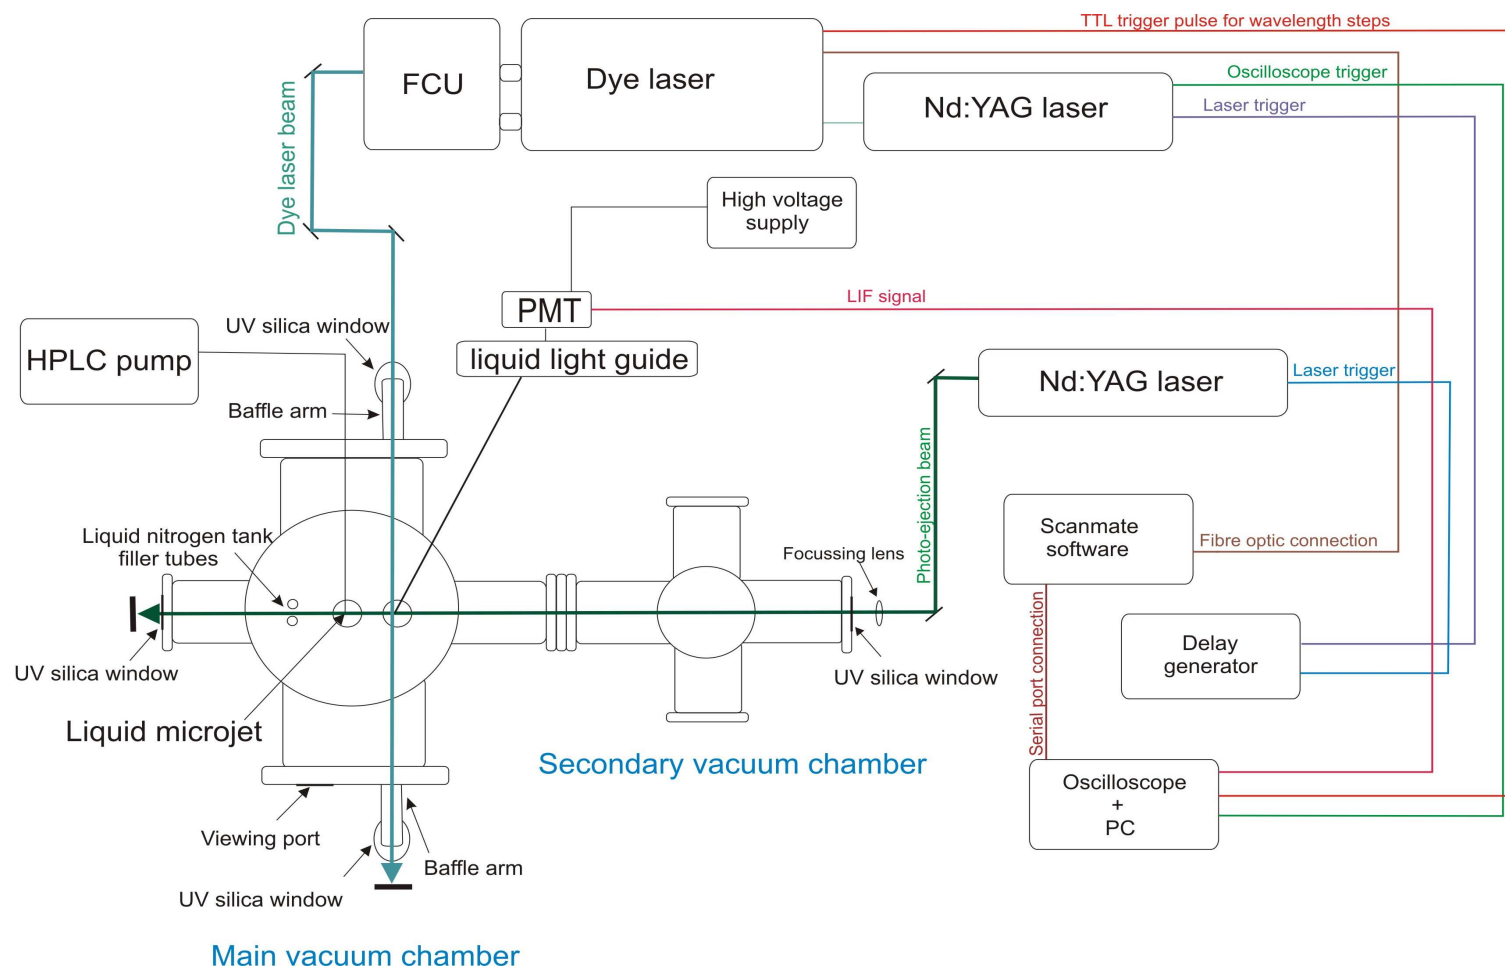 TTL trigger pulse for wavelength steps
FCU
Dye laser
Oscilloscope trigger
Nd:YAG laser
Laser trigger
Dye laser beam
High voltage
supply
LIF signal
PMT
UV silica window
HPLC pump
liquid light guide
Nd:YAG laser
Laser trigger
Baffle arm
Photo-ejection beam
Scanmate
software
Fibre optic connection
Liquid nitrogen tank
filler tubes
Focussing lens
Serial port connection
Delay
generator
UV silica window
UV silica window
Liquid microjet
Secondary vacuum chamber
Oscilloscope
+
PC
Viewing port
Baffle arm
UV silica window
Main vacuum chamber